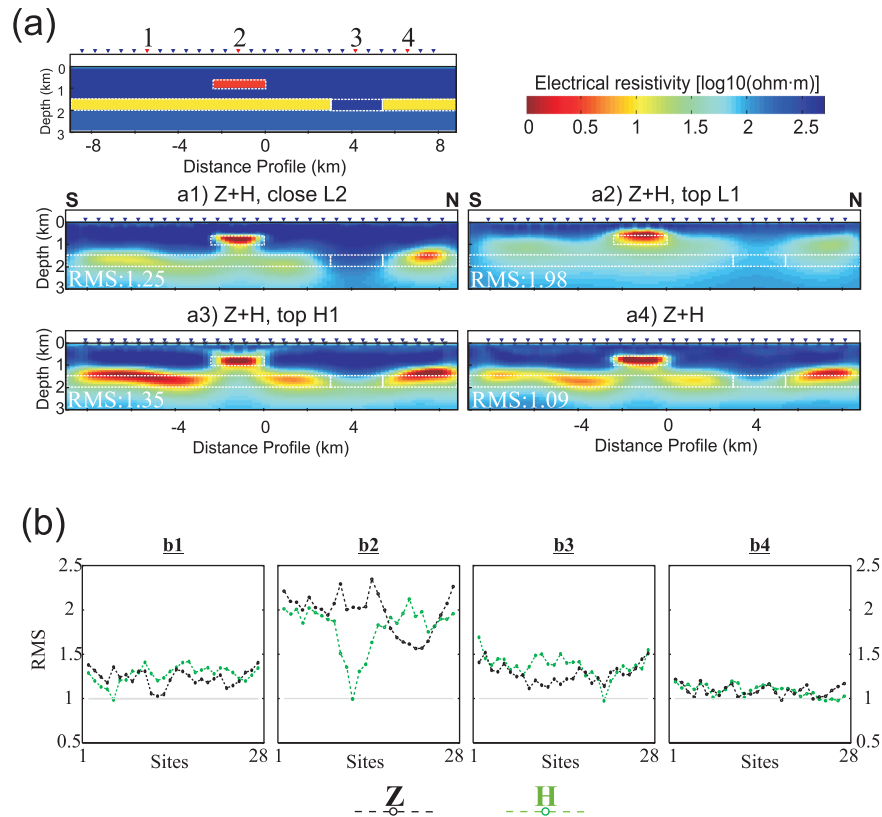 (a)
1 2 3 4
Depth (km)
0
1
2
3
-8 -4 0 4 8
Distance Profile (km)
Electrical resistivity [log10(ohm·m)]
0 0.5 1 1.5 2 2.5
S a1) Z+H, close L2 N
a2) Z+H, top L1
S N
Depth (km)
0
1
2
3
RMS:1.25
RMS:1.98
a3) Z+H, top H1
a4) Z+H
Depth (km)
0
1
2
3
RMS:1.35
RMS:1.09
-4 0 4
Distance Profile (km)
-4 0 4
Distance Profile (km)
(b)
b1 b2 b3 b4
RMS
2.5
2
1.5
1
0.5
2.5
2
1.5
1
0.5
1 Sites 28
1 Sites 28
1 Sites 28
1 Sites 28
Z H